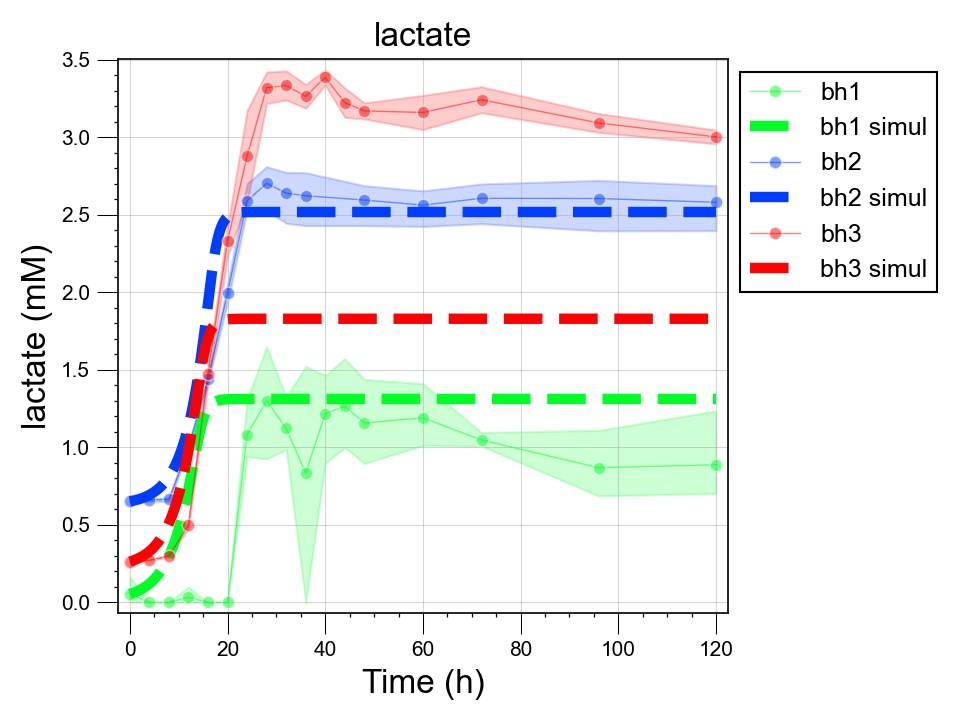 lactate
3.5
3.0
2.5
2.0
1.5
1.0
0.5
0.0
lactate (mM)
0 20 40 60 80 100 120
Time (h)
bh1
bh1 simul
bh2
bh2 simul
bh3
bh3 simul